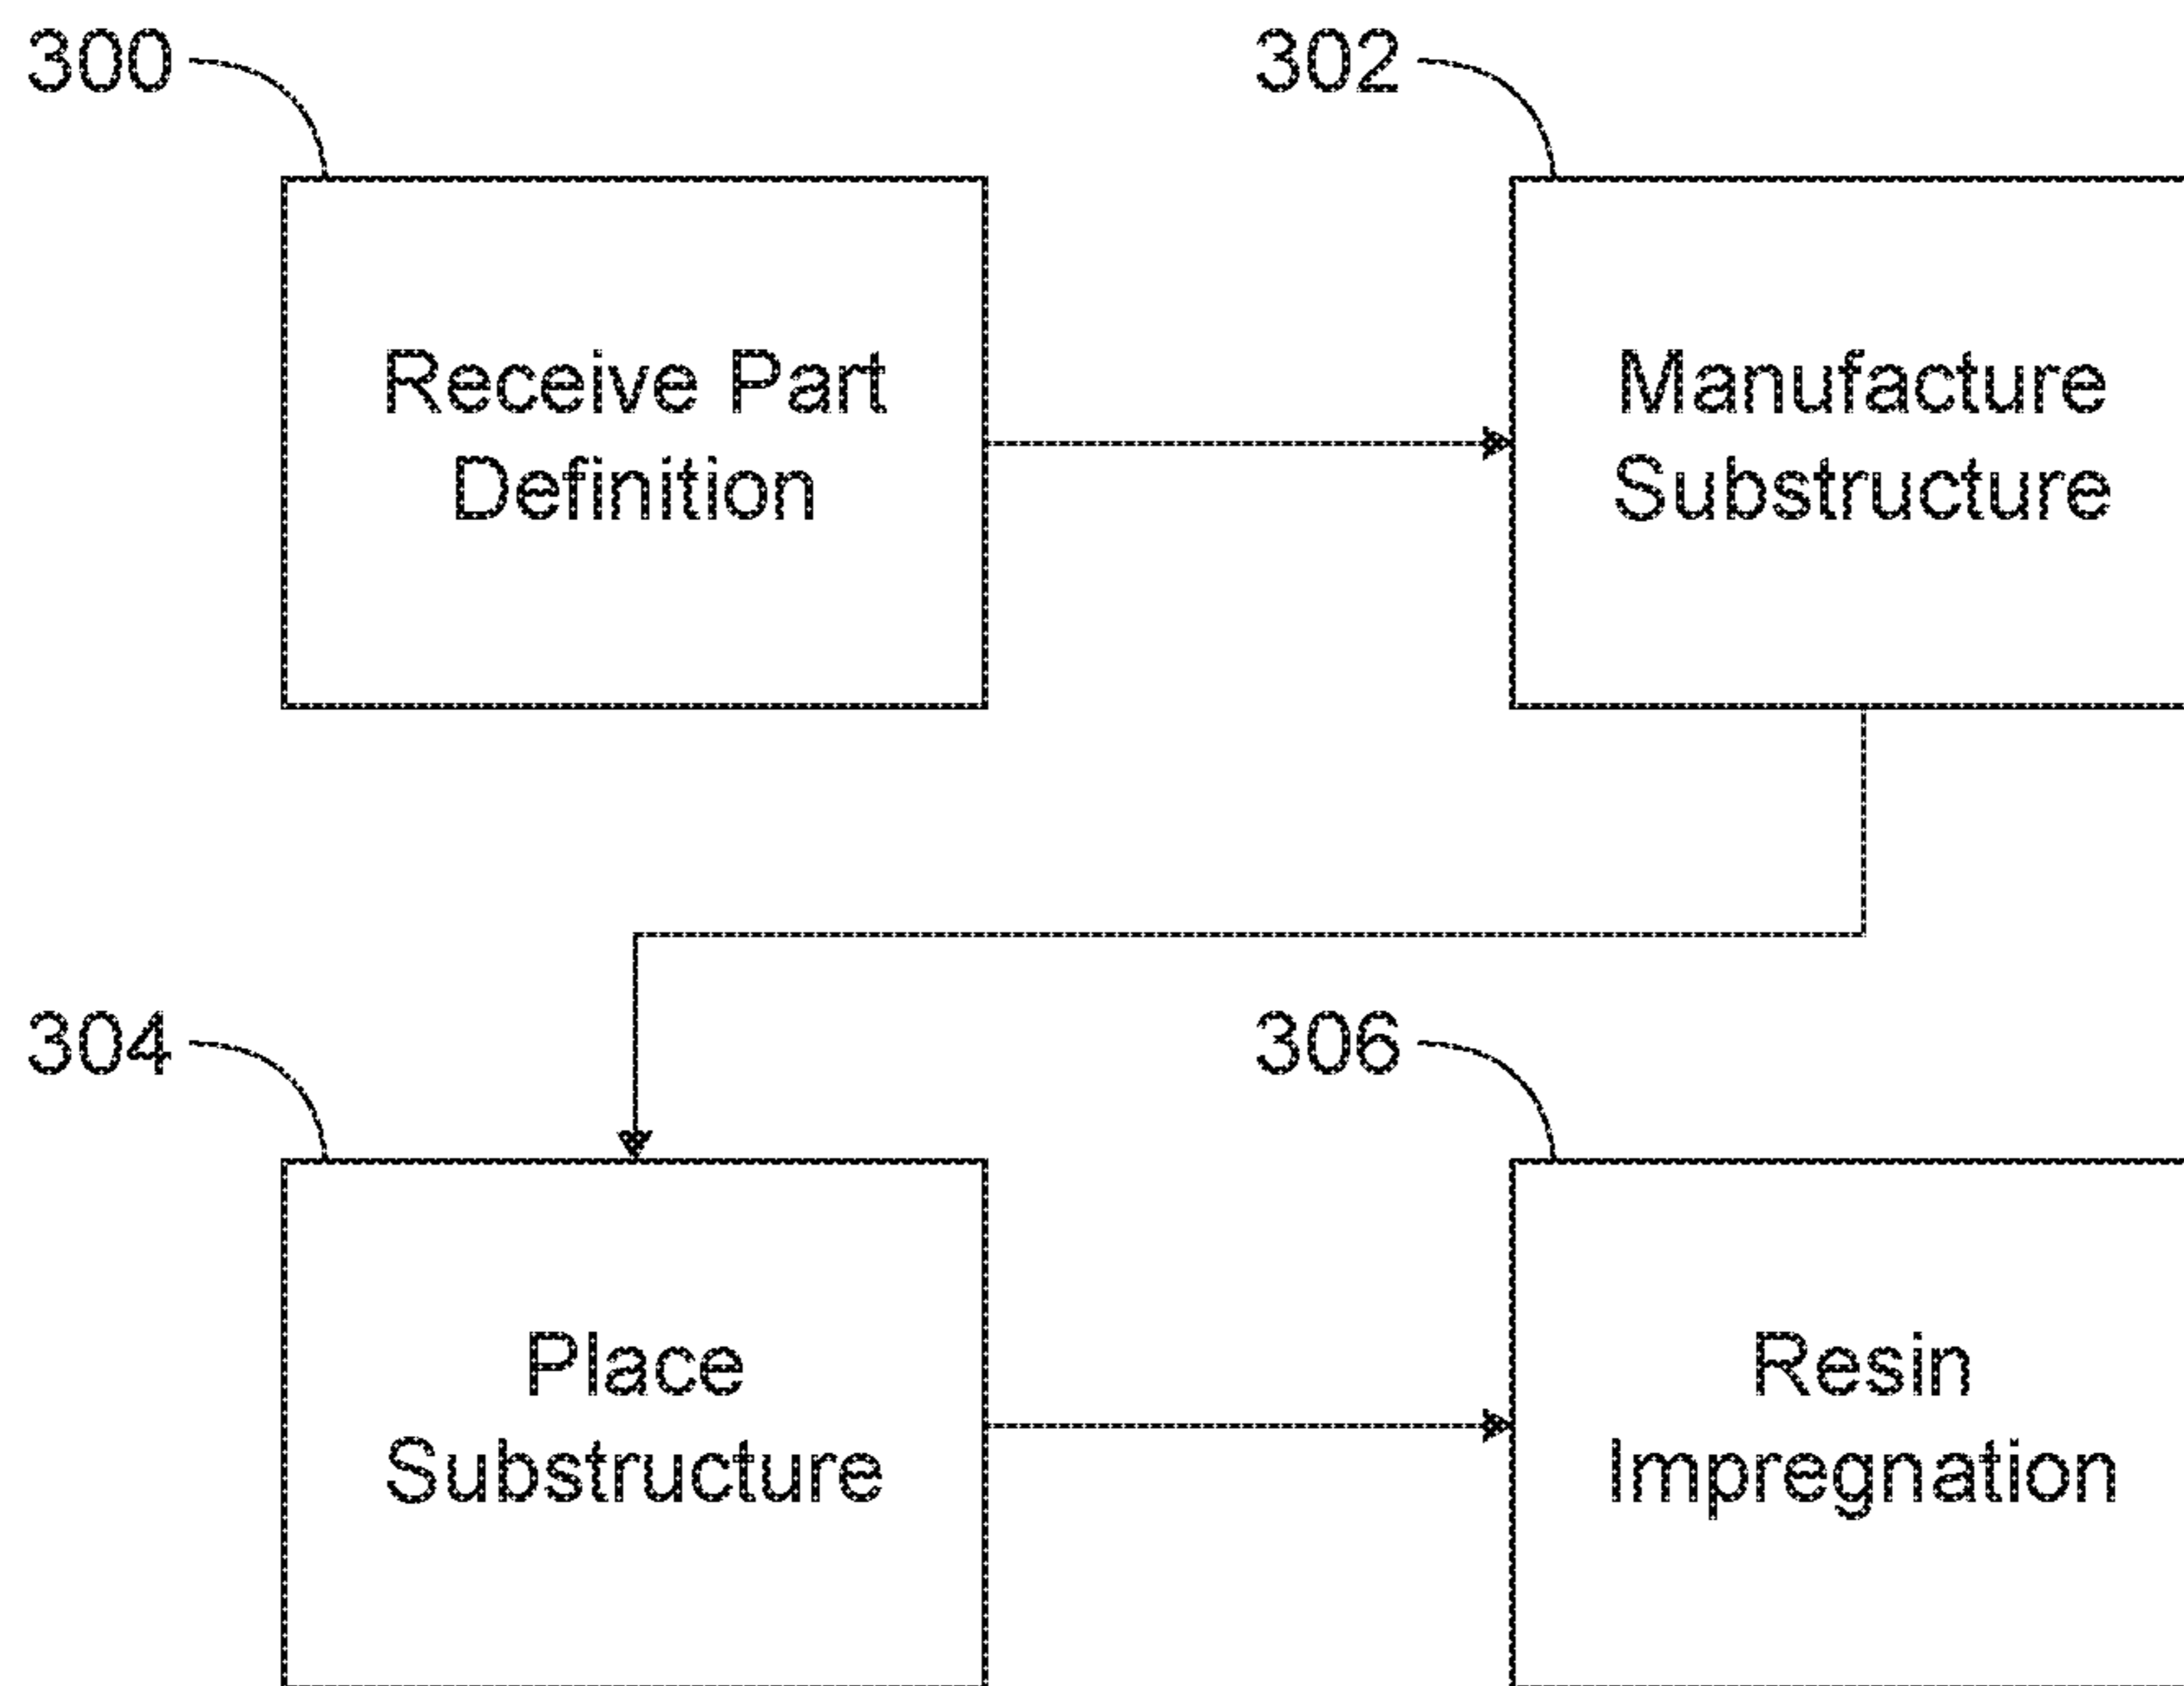 300
Receive Part
Definition
302
Manufacture
Substructure
304
Place
Substructure
306
Resin
Impregnation